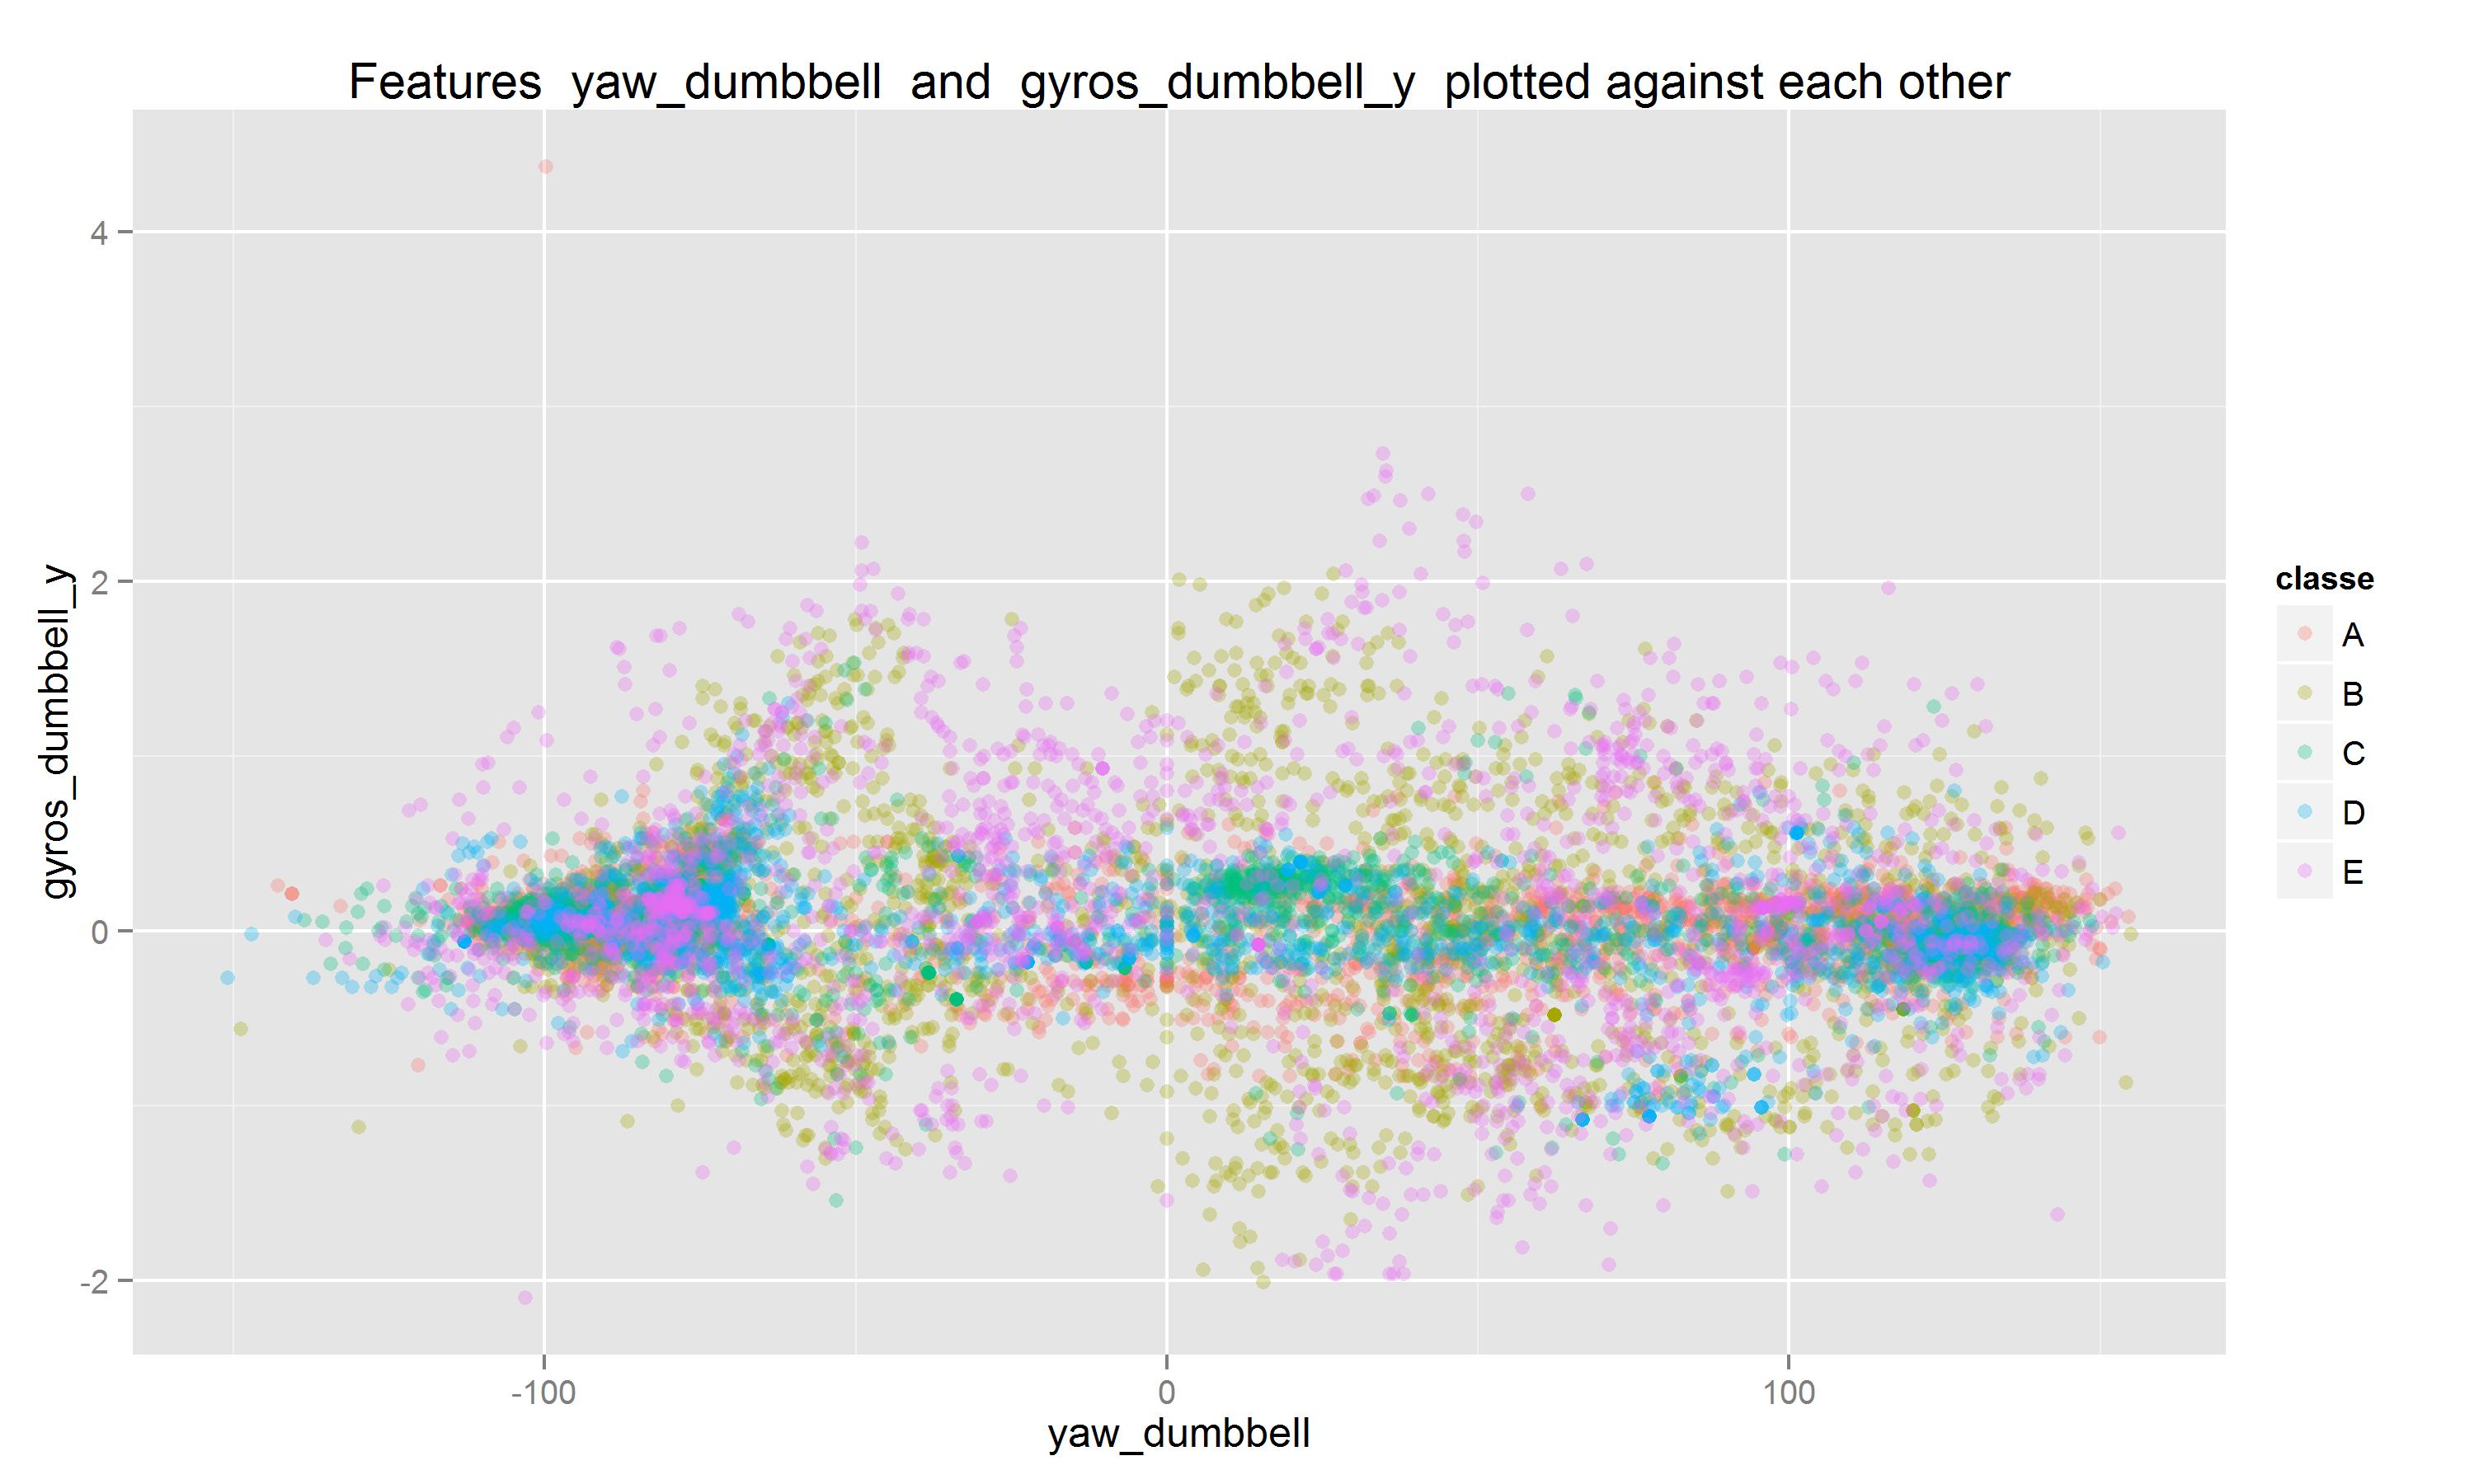 Features yaw_dumbbell and gyros_dumbbell_y plotted against each other
4
2
0
-2
gyros_dumbbell_y
-100 0 100
yaw_dumbbell
classe
A
B
C
D
E